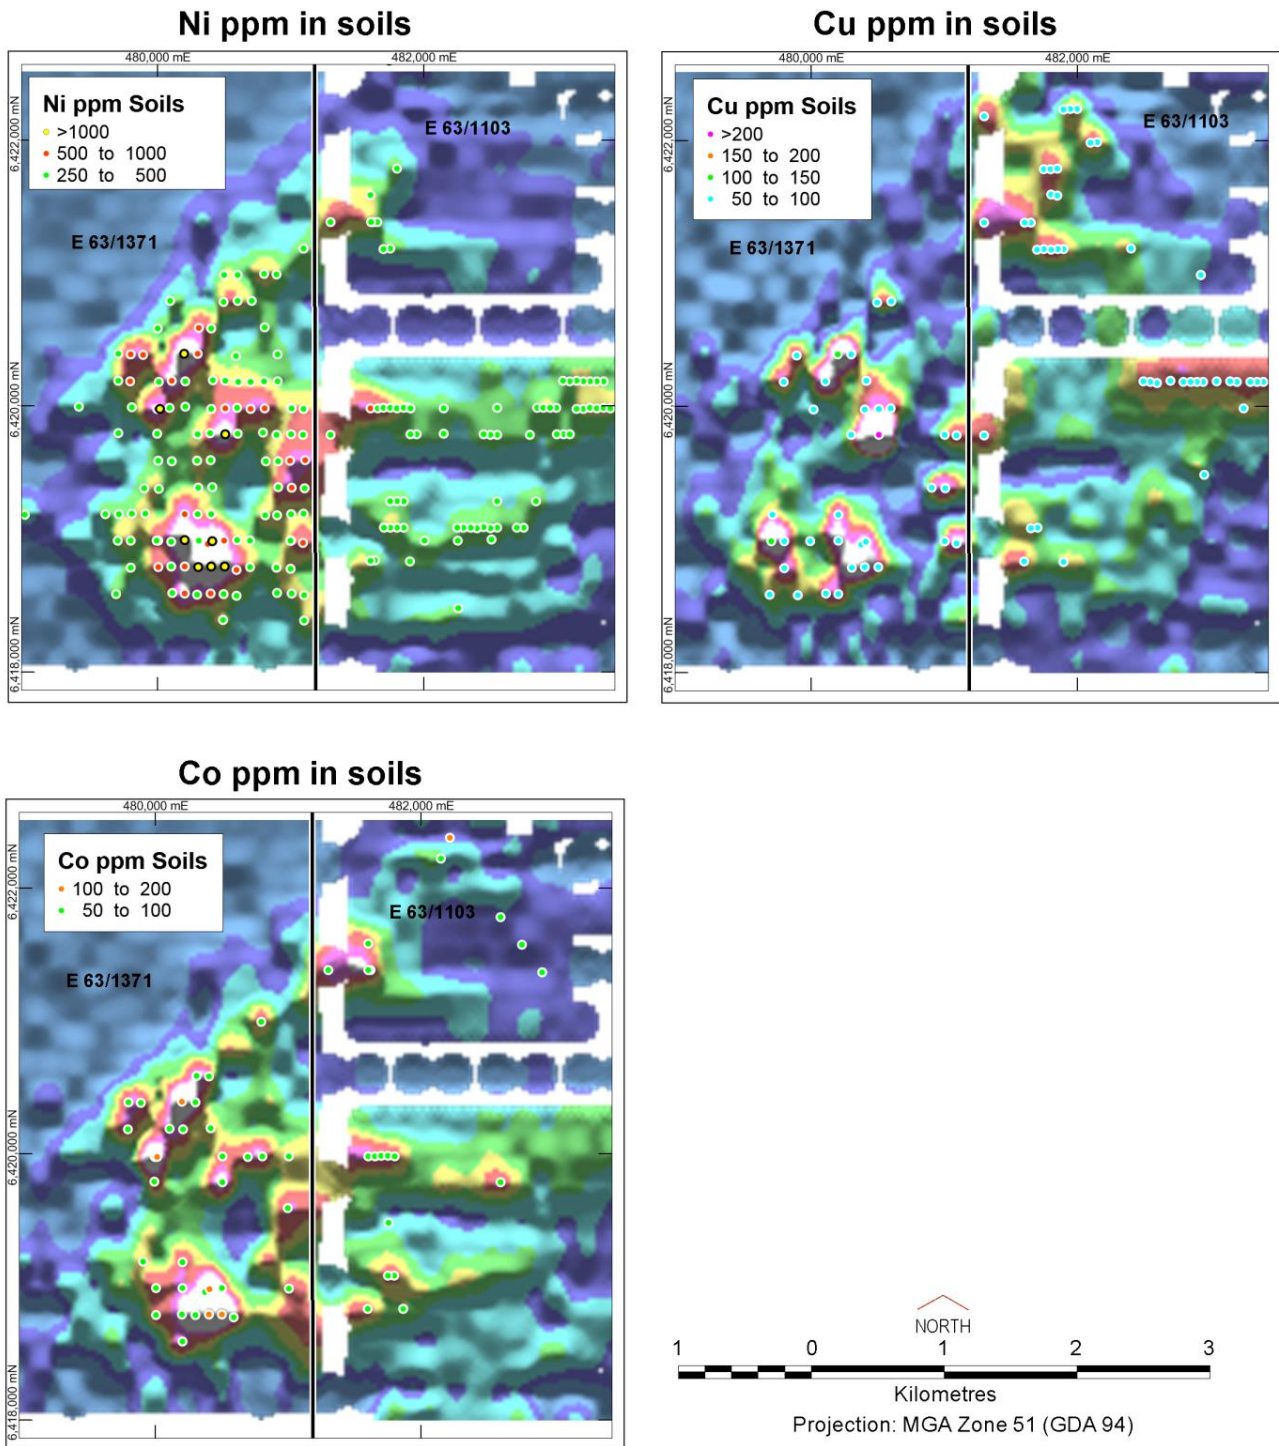 Ni ppm in soils
480,000 mE
482,000 mE
6,422,000 mN
6,420,000 mN
6,418,000 mN
Ni ppm Soils
>1000
500 to 1000
250 to 500
E 63/1103
E 63/1371
Cu ppm in soils
480,000 mE
482,000 mE
6,422,000 mN
6,420,000 mN
6,418,000 mN
Cu ppm Soils
>200
150 to 200
100 to 150
50 to 100
E 63/1103
E 63/1371
Co ppm in soils
480,000 mE
482,000 mE
6,422,000 mN
6,420,000 mN
6,418,000 mN
Co ppm Soils
100 to 200
50 to 100
E 63/1103
E 63/1371
NORTH
1 0 1 2 3
Kilometres
Projection: MGA Zone 51 (GDA 94)